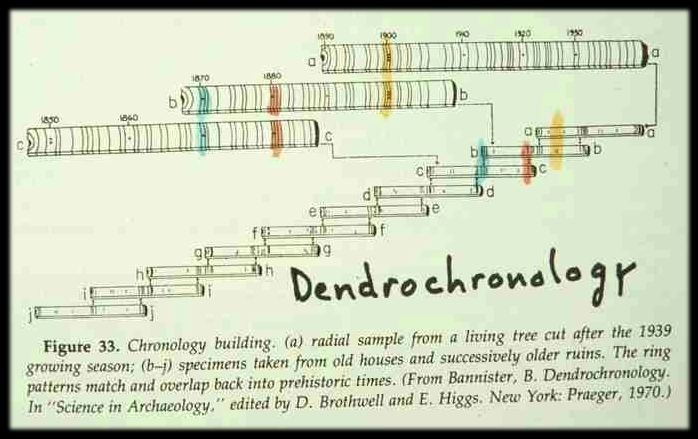 1890 1900 1910 1920 1930
a a
1870 1880
b b
1850 1860
c c
a a
b b
c c
d d
e e
f f
g g
h h
i i
j j
Dendrochronology
Figure 33. Chronology building. (a) radial sample from a living tree cut after the 1939
growing season; (b–j) specimens taken from old houses and successively older ruins. The ring
patterns match and overlap back into prehistoric times. (From Bannister, B. Dendrochronology.
In "Science in Archaeology," edited by D. Brothwell and E. Higgs. New York: Praeger, 1970.)